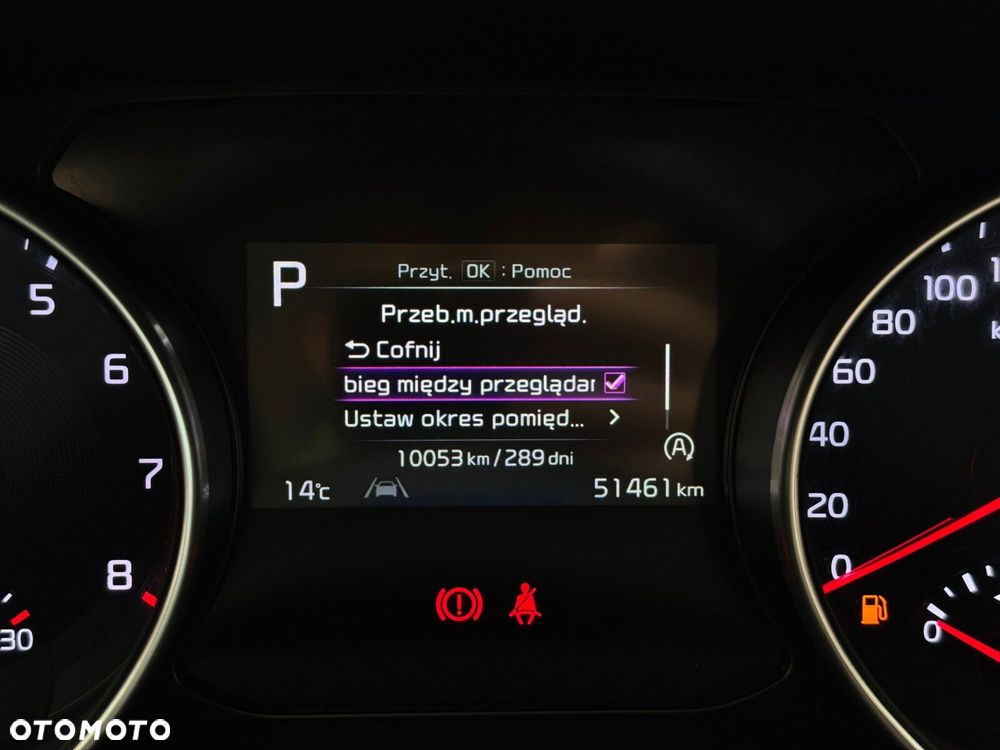 P
Przyt. OK : Pomoc
Przeb.m.przegląd.
Cofnij
bieg między przeglądar
Ustaw okres pomięd...
10053 km/289 dni
A
14°c
51461 km
5
6
7
8
30
100
80
60
40
20
0
0
OTOMOTO